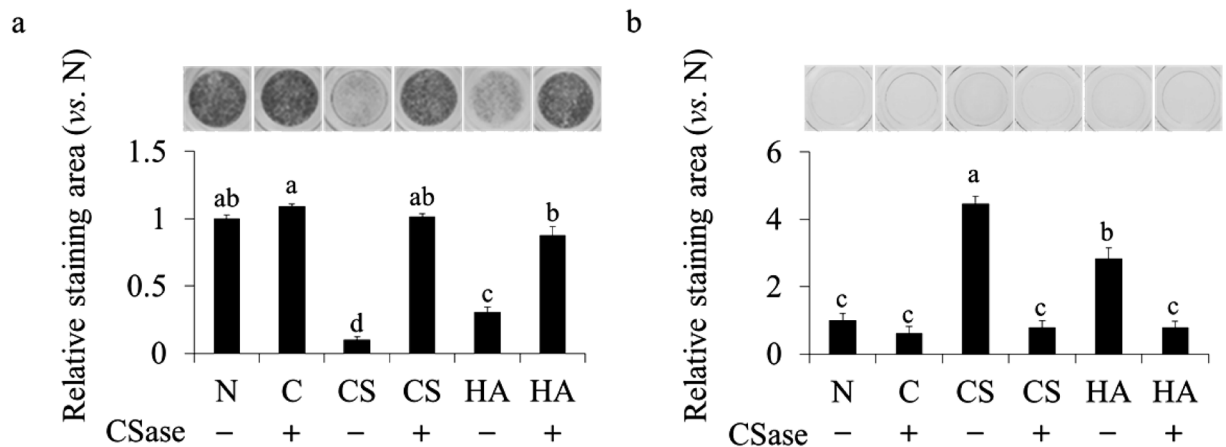 a
Relative staining area (vs. N)
1.5
1
0.5
0
ab
a
d
ab
c
b
N C CS CS HA HA
CSase − + − + − +
b
Relative staining area (vs. N)
6
4
2
0
c
c
a
c
b
c
N C CS CS HA HA
CSase − + − + − +